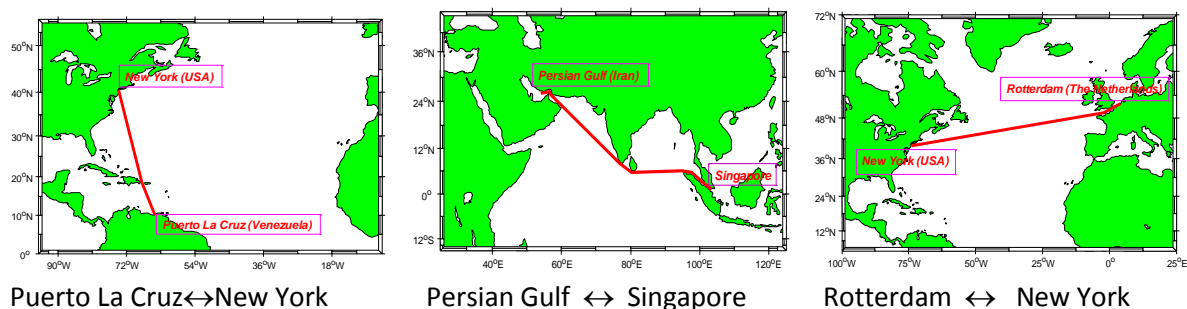 50°N
40°N
30°N
20°N
10°N
0°
90°W 72°W 54°W 36°W 18°W
New York (USA)
Puerto La Cruz (Venezuela)
Puerto La Cruz↔New York
36°N
24°N
12°N
0°
12°S
40°E 60°E 80°E 100°E 120°E
Persian Gulf (Iran)
Singapore
Persian Gulf ↔ Singapore
72°N
60°N
48°N
36°N
24°N
12°N
100°W 75°W 50°W 25°W 0° 25°E
Rotterdam (The Netherlands)
New York (USA)
Rotterdam ↔ New York